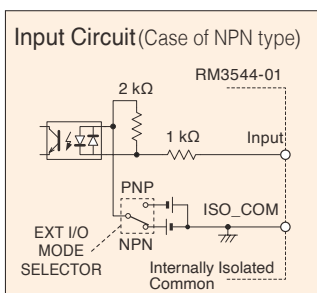 Input Circuit (Case of NPN type)
RM3544-01
2 kΩ
1 kΩ
Input
PNP
ISO_COM
EXT I/O
MODE
SELECTOR
NPN
Internally Isolated
Common